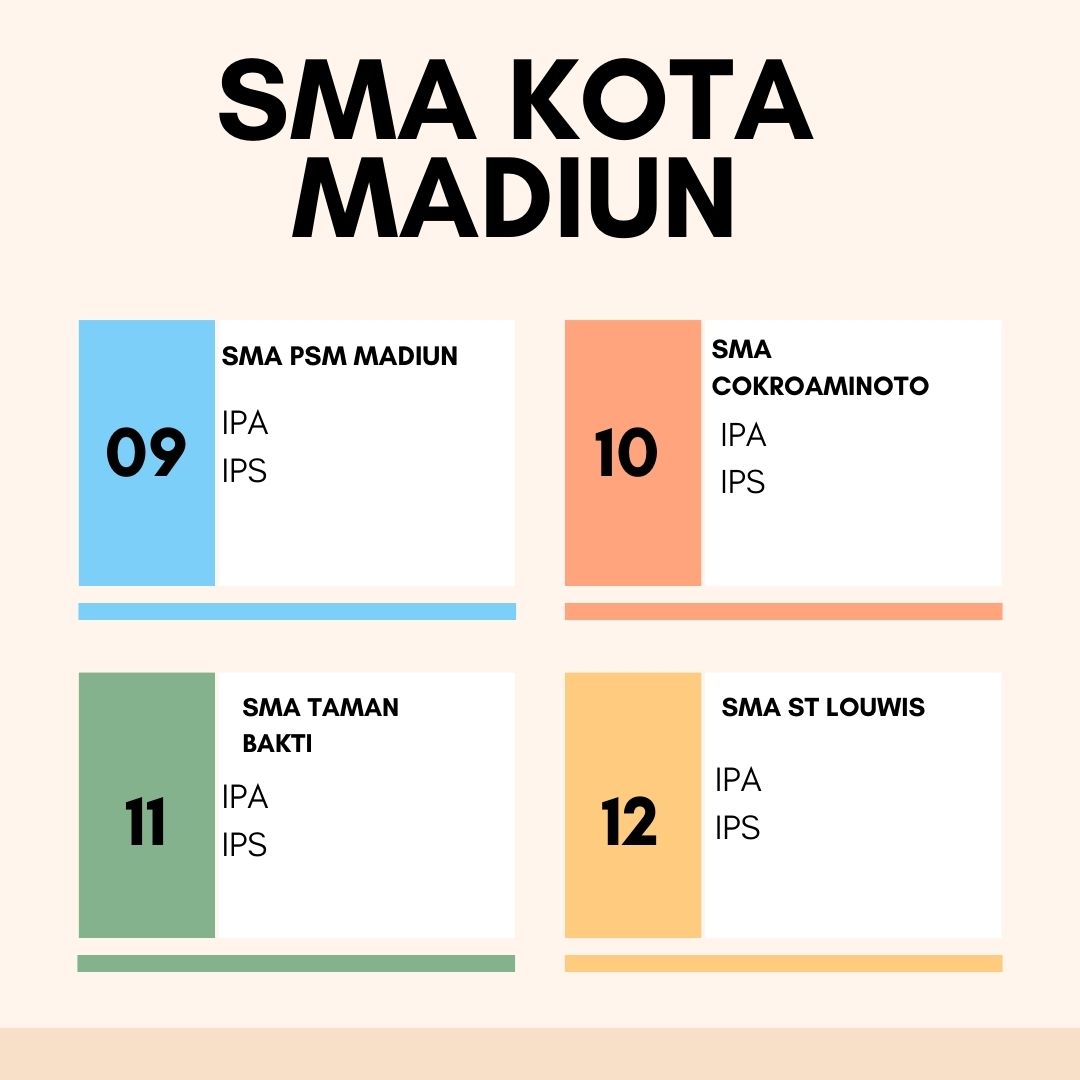 SMA KOTA
MADIUN
09
SMA PSM MADIUN
IPA
IPS
10
SMA
COKROAMINOTO
IPA
IPS
11
SMA TAMAN
BAKTI
IPA
IPS
12
SMA ST LOUWIS
IPA
IPS